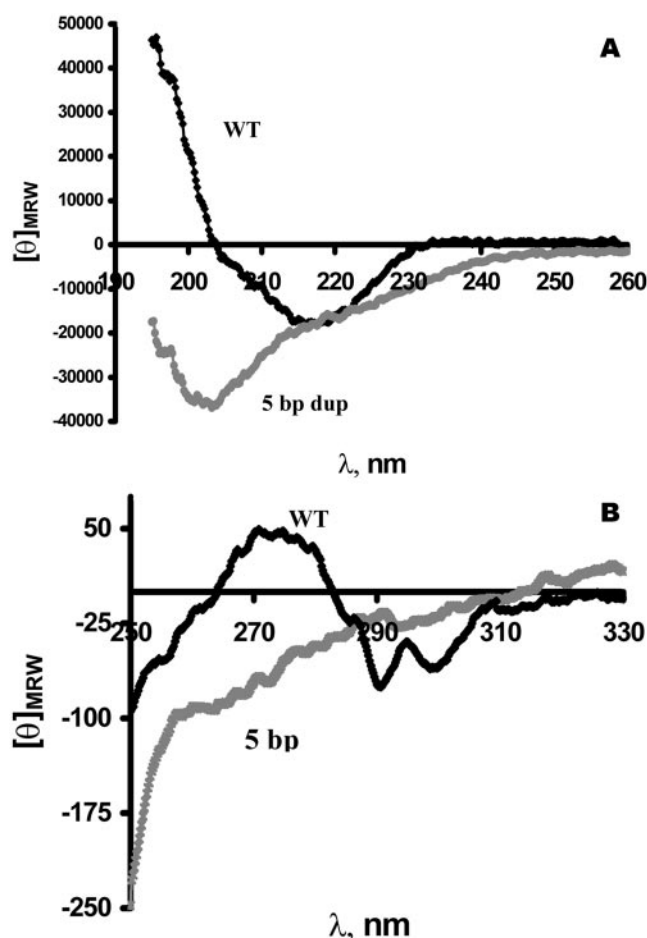 A
50000
40000
30000
20000
10000
0
-10000
-20000
-30000
-40000
[θ]MRW
WT
190 200 210 220 230 240 250 260
5 bp dup
λ, nm
B
50
-25
-100
-175
-250
[θ]MRW
WT
250 270 290 310 330
5 bp
λ, nm